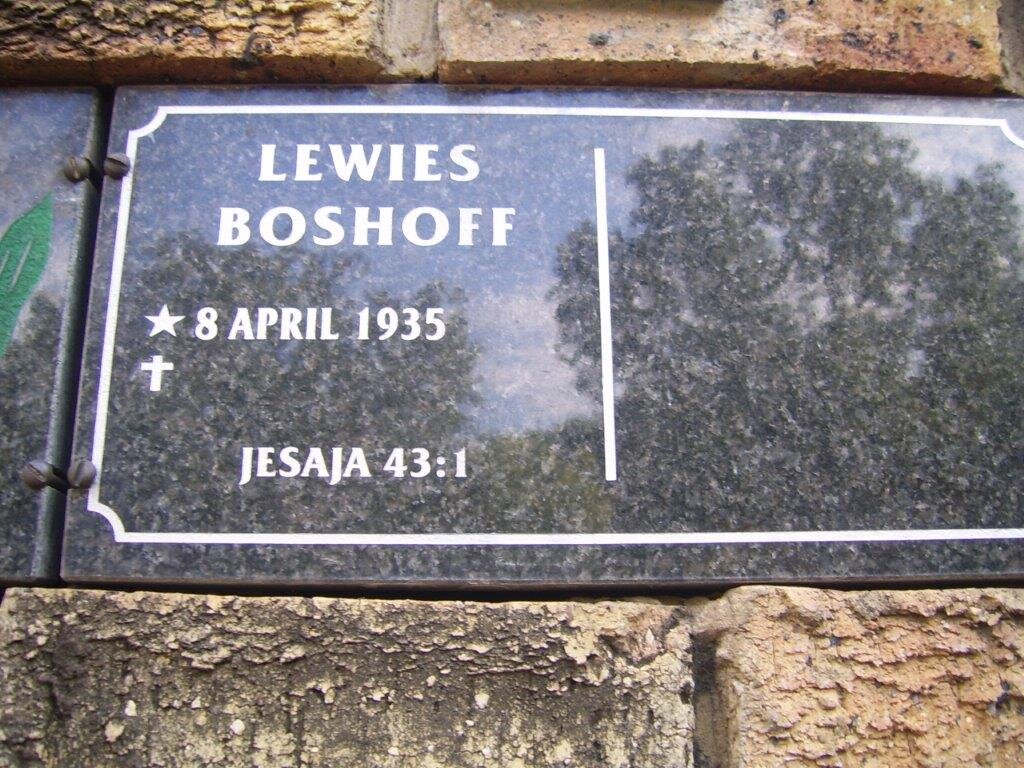 LEWIES
BOSHOFF
★ 8 APRIL 1935
✝
JESAJA 43:1